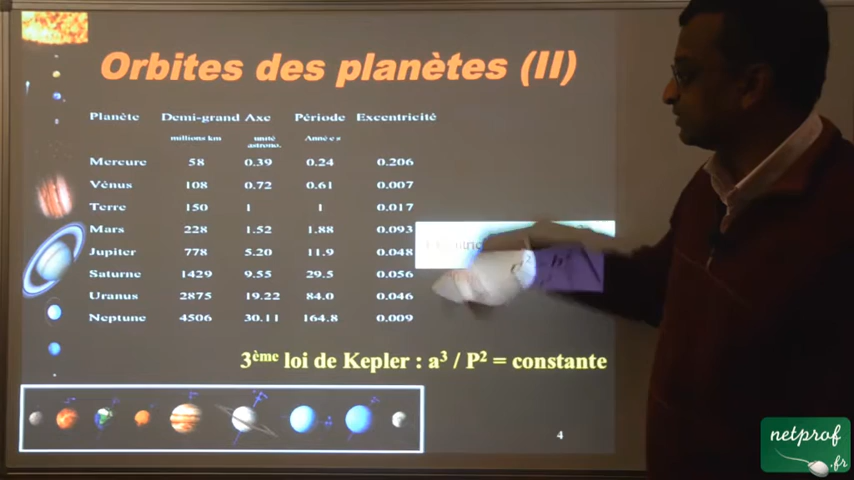 Orbites des planètes (II)
Planète Demi-grand Axe Période Excentricité
millions km unité astrono. Année s
Mercure 58 0.39 0.24 0.206
Vénus 108 0.72 0.61 0.007
Terre 150 1 1 0.017
Mars 228 1.52 1.88 0.093
Jupiter 778 5.20 11.9 0.048
Saturne 1429 9.55 29.5 0.056
Uranus 2875 19.22 84.0 0.046
Neptune 4506 30.11 164.8 0.009
3ème loi de Kepler : a³ / P² = constante
4
netprof
.fr